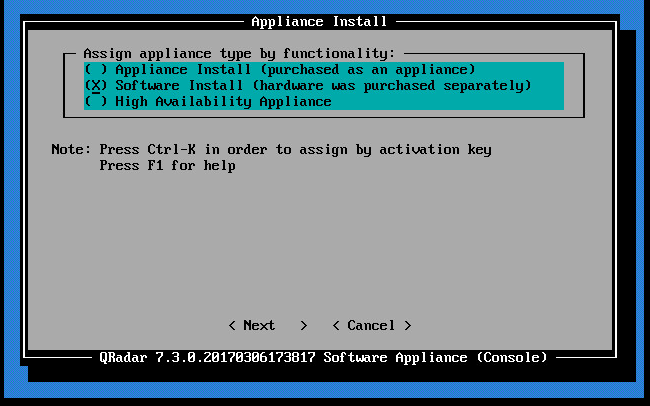 Appliance Install
Assign appliance type by functionality:
( ) Appliance Install (purchased as an appliance)
(X) Software Install (hardware was purchased separately)
( ) High Availability Appliance
Note: Press Ctrl-K in order to assign by activation key
Press F1 for help
< Next > < Cancel >
QRadar 7.3.0.20170306173817 Software Appliance (Console)